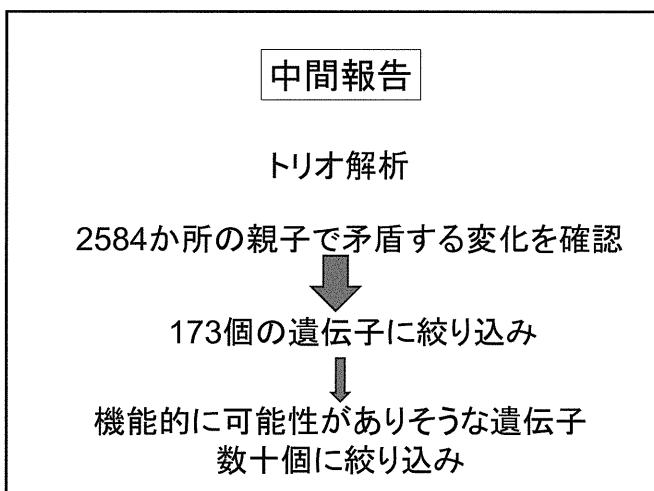 中間報告
トリオ解析
2584か所の親子で矛盾する変化を確認
173個の遺伝子に絞り込み
機能的に可能性がありそうな遺伝子
数十個に絞り込み